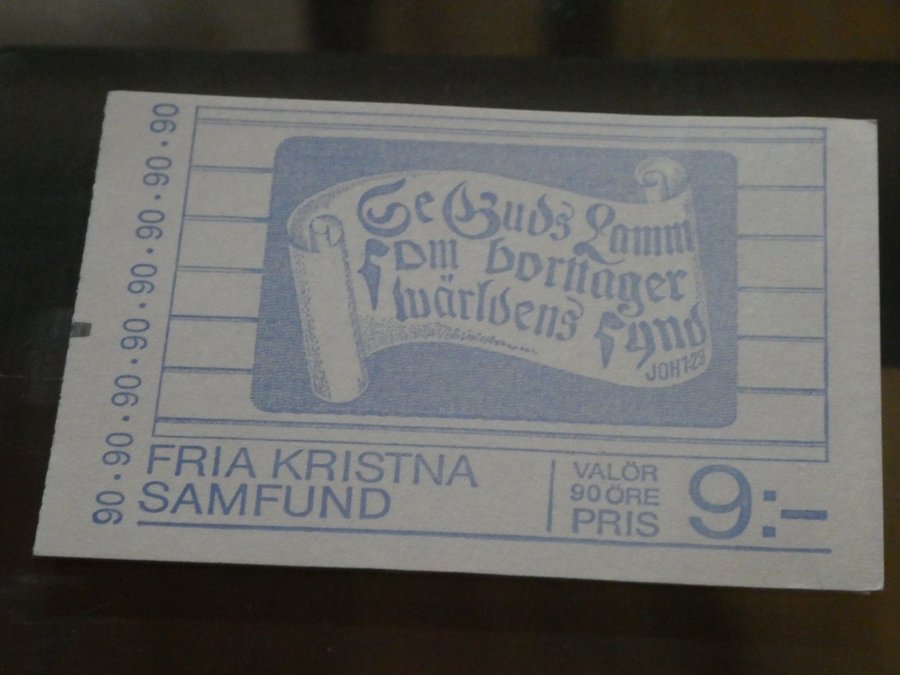 90·90·90·90·90·90·90·90
Se Guds Lamm
som borttager
wärldens synd
JOH 1:29
FRIA KRISTNA
SAMFUND
VALÖR
90 ÖRE
PRIS
9:-